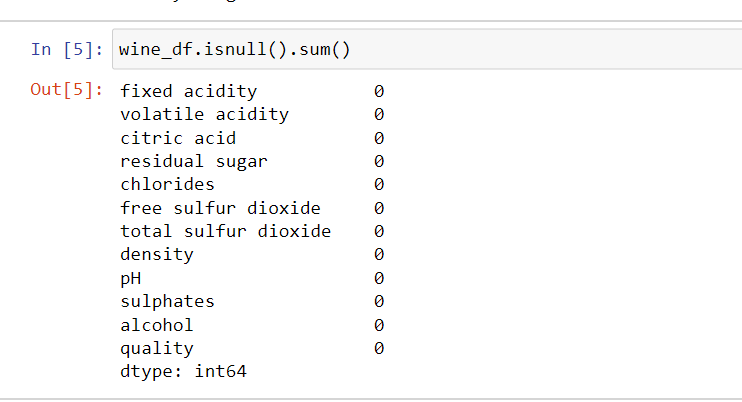 In [5]: wine_df.isnull().sum()
Out[5]: fixed acidity 0
volatile acidity 0
citric acid 0
residual sugar 0
chlorides 0
free sulfur dioxide 0
total sulfur dioxide 0
density 0
pH 0
sulphates 0
alcohol 0
quality 0
dtype: int64